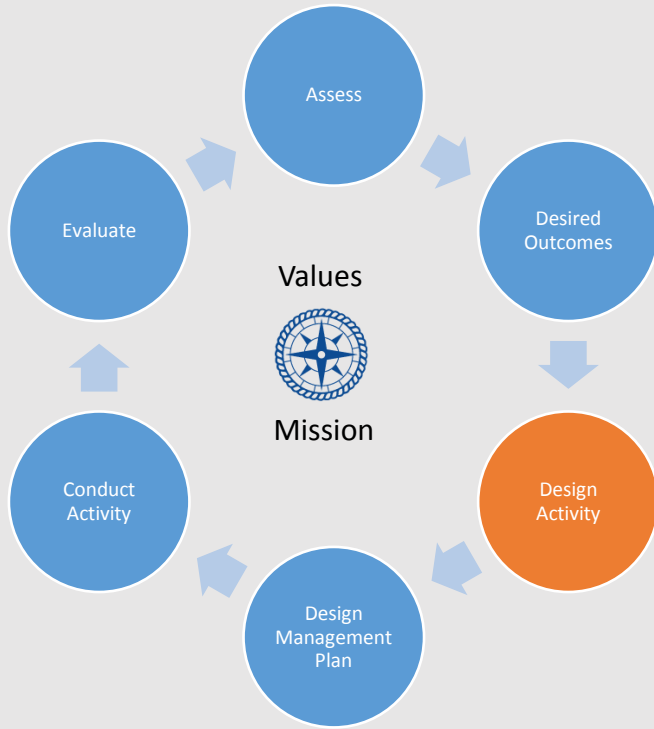 Assess
Desired
Outcomes
Design
Activity
Design
Management
Plan
Conduct
Activity
Evaluate
Values
Mission